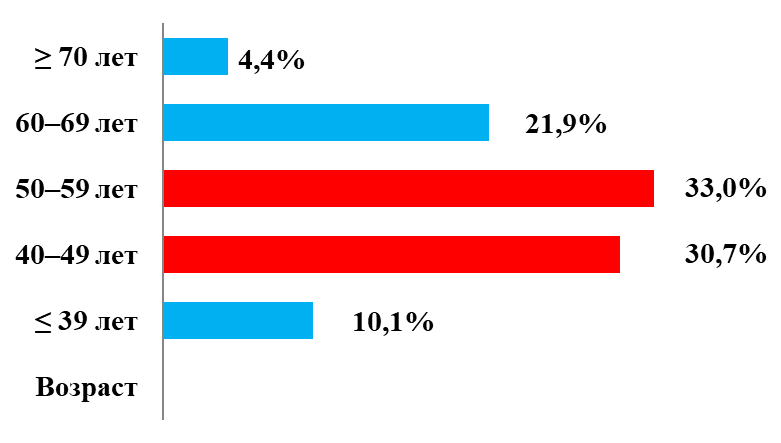 ≥ 70 лет 4,4%
60–69 лет 21,9%
50–59 лет 33,0%
40–49 лет 30,7%
≤ 39 лет 10,1%
Возраст